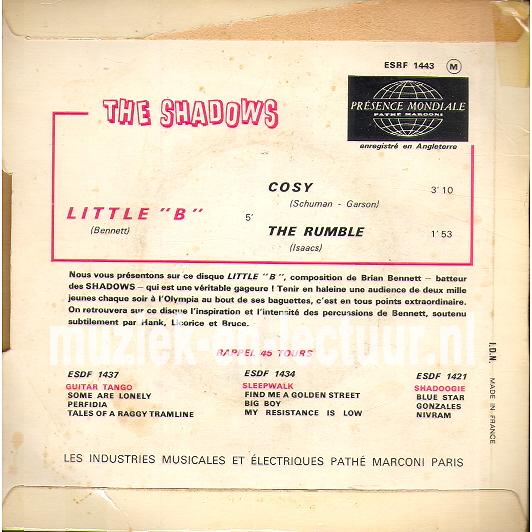 ESRF 1443 M
PRÉSENCE MONDIALE
PATHÉ MARCONI
enregistré en Angleterre
THE SHADOWS
COSY 3'10
(Schuman - Garson)
LITTLE "B" 5'
(Bennett)
THE RUMBLE 1'53
(Isaacs)
Nous vous présentons sur ce disque LITTLE "B", composition de Brian Bennett — batteur
des SHADOWS — qui est une véritable gageure ! Tenir en haleine une audience de deux mille
jeunes chaque soir à l'Olympia au bout de ses baguettes, c'est en tous points extraordinaire.
On retrouvera sur ce disque l'inspiration et l'intensité des percussions de Bennett, soutenu
subtilement par Hank, Licorice et Bruce.
muziek-en-lectuur.nl
RAPPEL 45 TOURS
ESDF 1437
GUITAR TANGO
SOME ARE LONELY
PERFIDIA
TALES OF A RAGGY TRAMLINE
ESDF 1434
SLEEPWALK
FIND ME A GOLDEN STREET
BIG BOY
MY RESISTANCE IS LOW
ESDF 1421
SHADOOGIE
BLUE STAR
GONZALES
NIVRAM
I.D.N. MADE IN FRANCE
LES INDUSTRIES MUSICALES ET ÉLECTRIQUES PATHÉ MARCONI PARIS